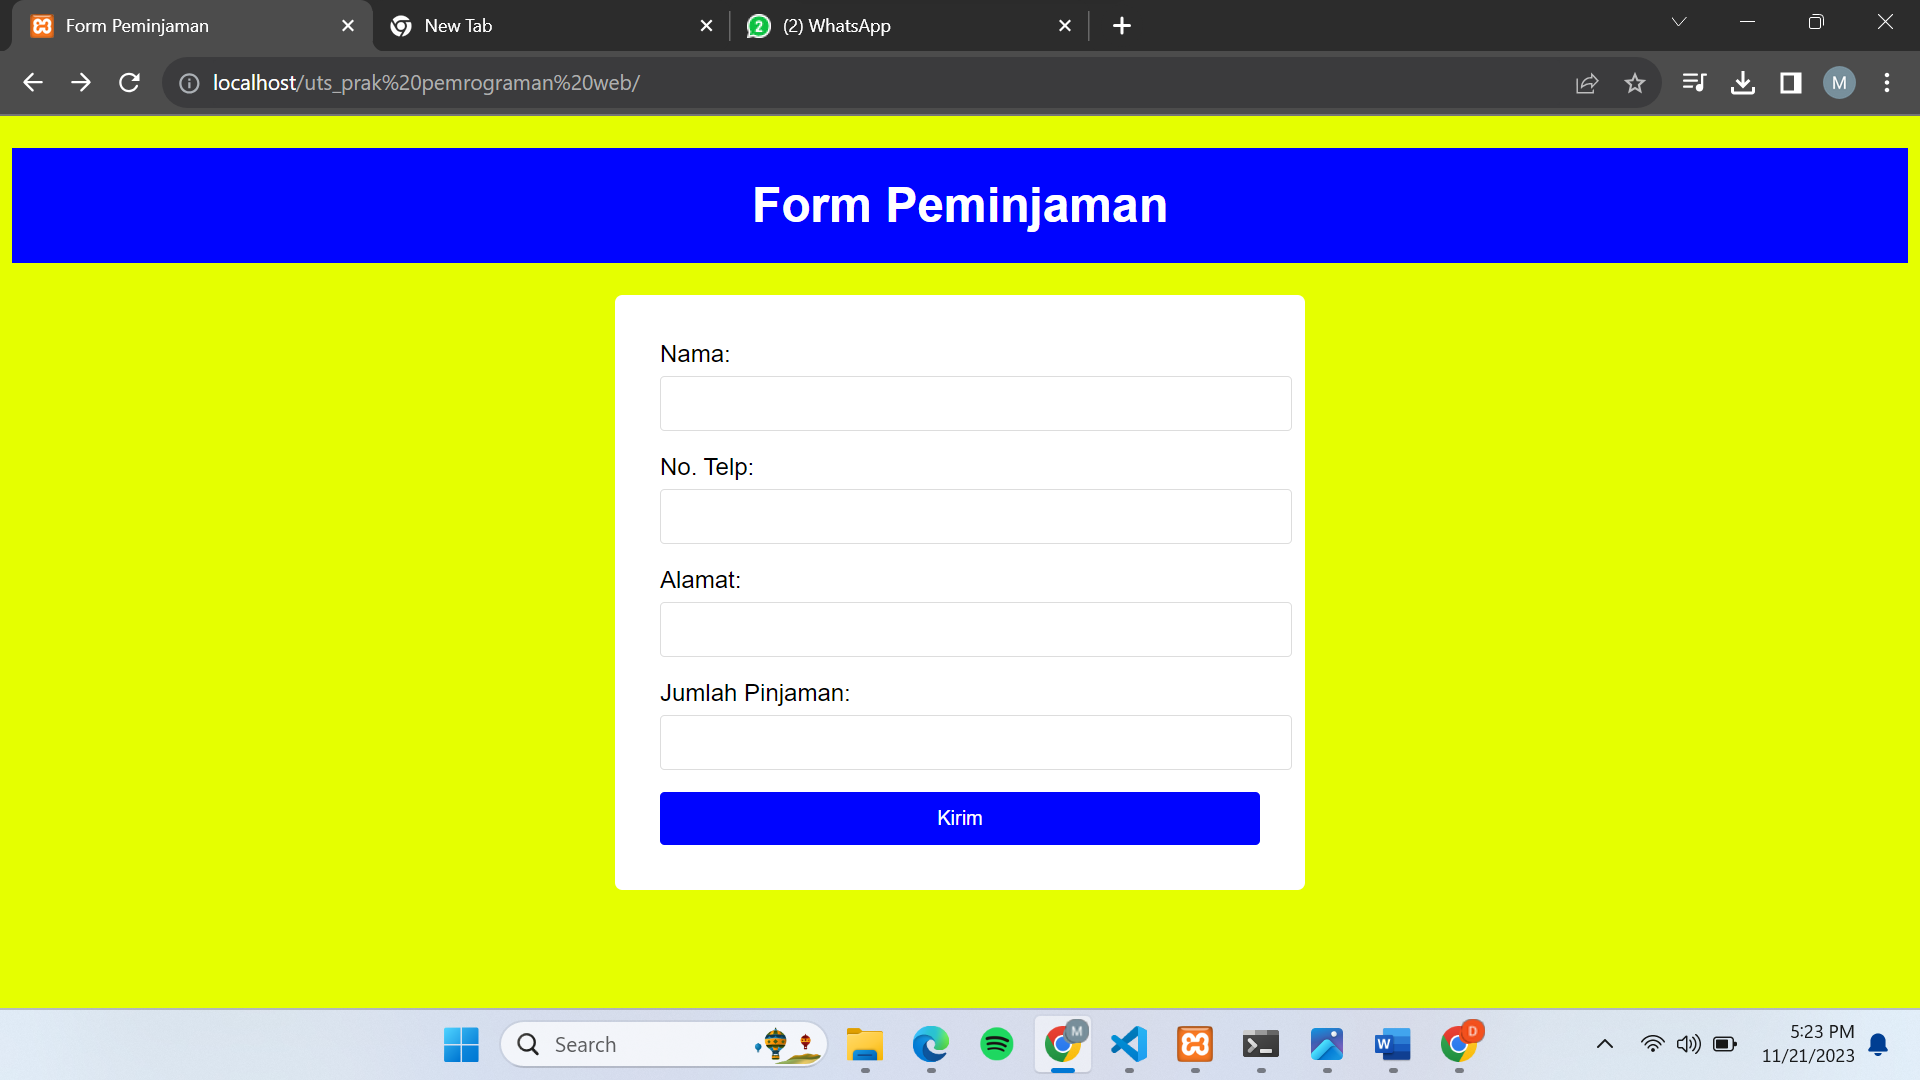 Form Peminjaman
New Tab
2
(2) WhatsApp
localhost/uts_prak%20pemrograman%20web/
M
Form Peminjaman
Nama:
No. Telp:
Alamat:
Jumlah Pinjaman:
Kirim
Search
M
W
D
5:23 PM
11/21/2023